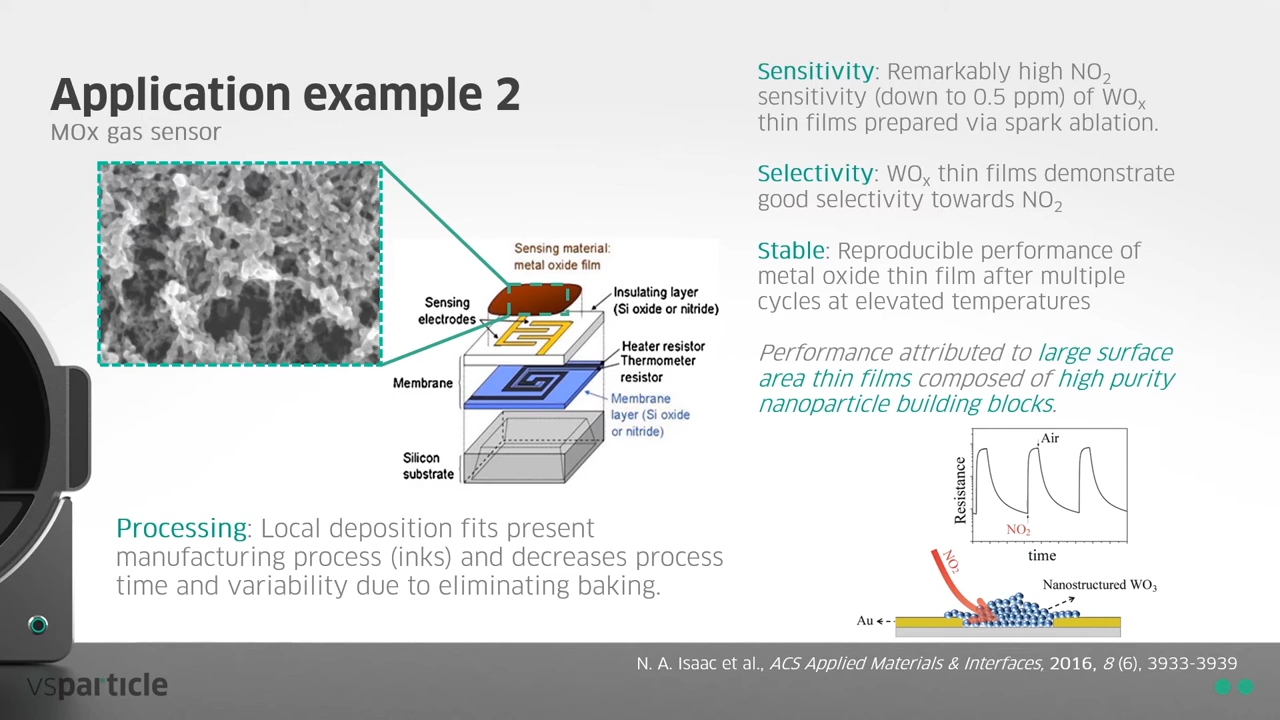 Application example 2
MOx gas sensor
Sensing material:
metal oxide film
Sensing
electrodes
Insulating layer
(Si oxide or nitride)
Heater resistor
Thermometer
resistor
Membrane
Membrane
layer (Si oxide
or nitride)
Silicon
substrate
Processing: Local deposition fits present
manufacturing process (inks) and decreases process
time and variability due to eliminating baking.
Sensitivity: Remarkably high NO2
sensitivity (down to 0.5 ppm) of WOx
thin films prepared via spark ablation.
Selectivity: WOx thin films demonstrate
good selectivity towards NO2
Stable: Reproducible performance of
metal oxide thin film after multiple
cycles at elevated temperatures
Performance attributed to large surface
area thin films composed of high purity
nanoparticle building blocks.
Air
Resistance
NO2
time
NO2
Nanostructured WO3
Au
N. A. Isaac et al., ACS Applied Materials & Interfaces, 2016, 8 (6), 3933-3939
vsparticle